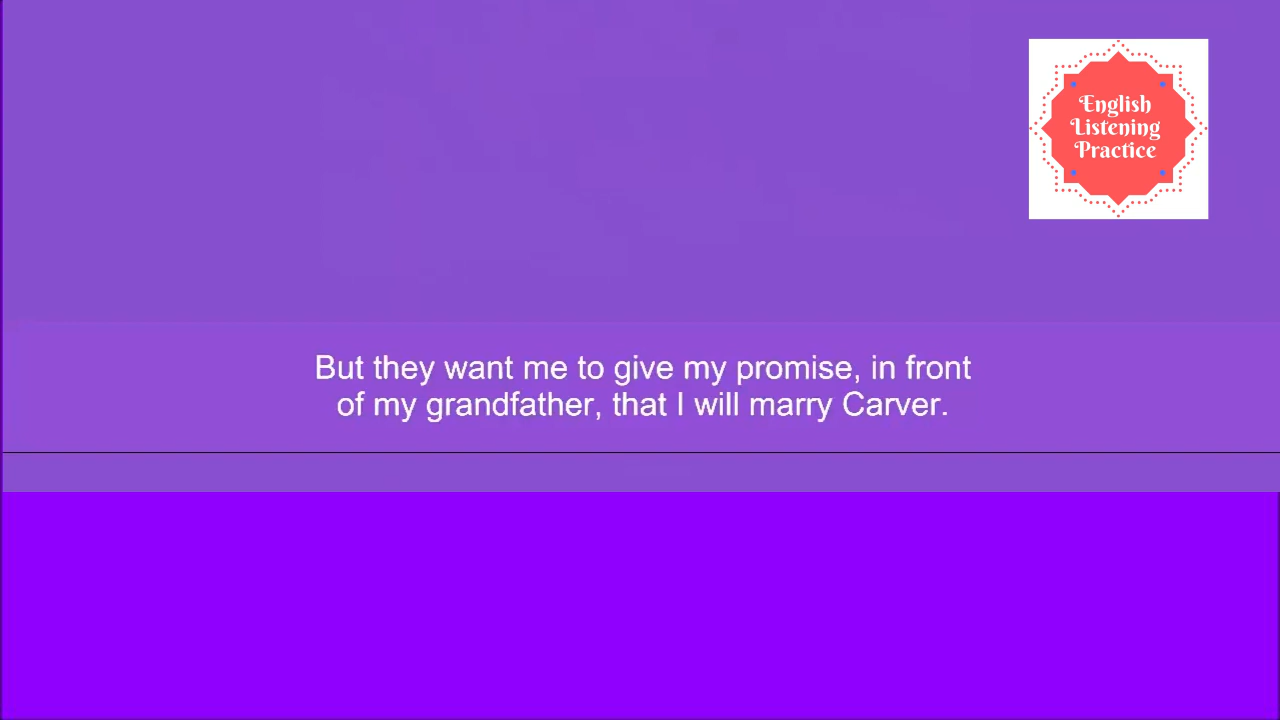 English
Listening
Practice
But they want me to give my promise, in front
of my grandfather, that I will marry Carver.